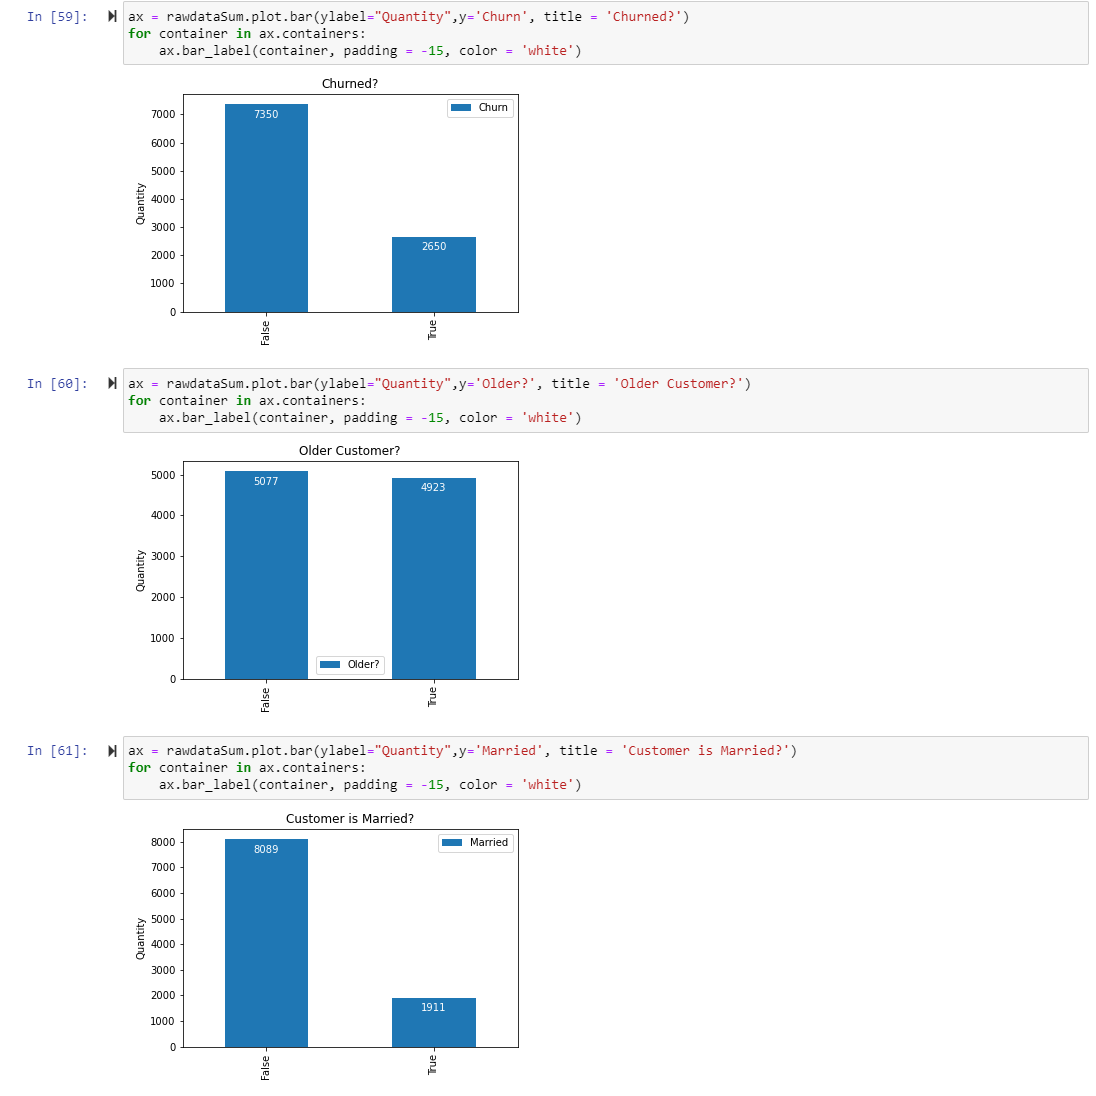 In [59]: ax = rawdataSum.plot.bar(ylabel="Quantity",y='Churn', title = 'Churned?')
for container in ax.containers:
    ax.bar_label(container, padding = -15, color = 'white')
Churned?
Churn
7000
6000
5000
4000
3000
2000
1000
0
Quantity
7350
2650
False
True
In [60]: ax = rawdataSum.plot.bar(ylabel="Quantity",y='Older?', title = 'Older Customer?')
for container in ax.containers:
    ax.bar_label(container, padding = -15, color = 'white')
Older Customer?
5000
4000
3000
2000
1000
0
Quantity
5077
4923
Older?
False
True
In [61]: ax = rawdataSum.plot.bar(ylabel="Quantity",y='Married', title = 'Customer is Married?')
for container in ax.containers:
    ax.bar_label(container, padding = -15, color = 'white')
Customer is Married?
Married
8000
7000
6000
5000
4000
3000
2000
1000
0
Quantity
8089
1911
False
True